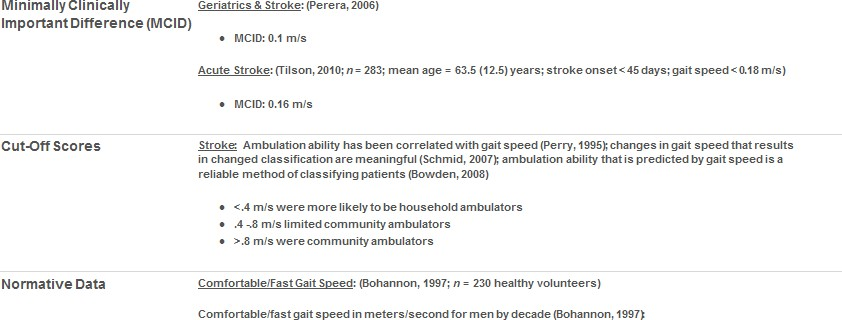 Minimally Clinically
Important Difference (MCID)
Geriatrics & Stroke: (Perera, 2006)
• MCID: 0.1 m/s
Acute Stroke: (Tilson, 2010; n = 283; mean age = 63.5 (12.5) years; stroke onset < 45 days; gait speed < 0.18 m/s)
• MCID: 0.16 m/s
Cut-Off Scores
Stroke: Ambulation ability has been correlated with gait speed (Perry, 1995); changes in gait speed that results
in changed classification are meaningful (Schmid, 2007); ambulation ability that is predicted by gait speed is a
reliable method of classifying patients (Bowden, 2008)
• <.4 m/s were more likely to be household ambulators
• .4 -.8 m/s limited community ambulators
• >.8 m/s were community ambulators
Normative Data
Comfortable/Fast Gait Speed: (Bohannon, 1997; n = 230 healthy volunteers)
Comfortable/fast gait speed in meters/second for men by decade (Bohannon, 1997):